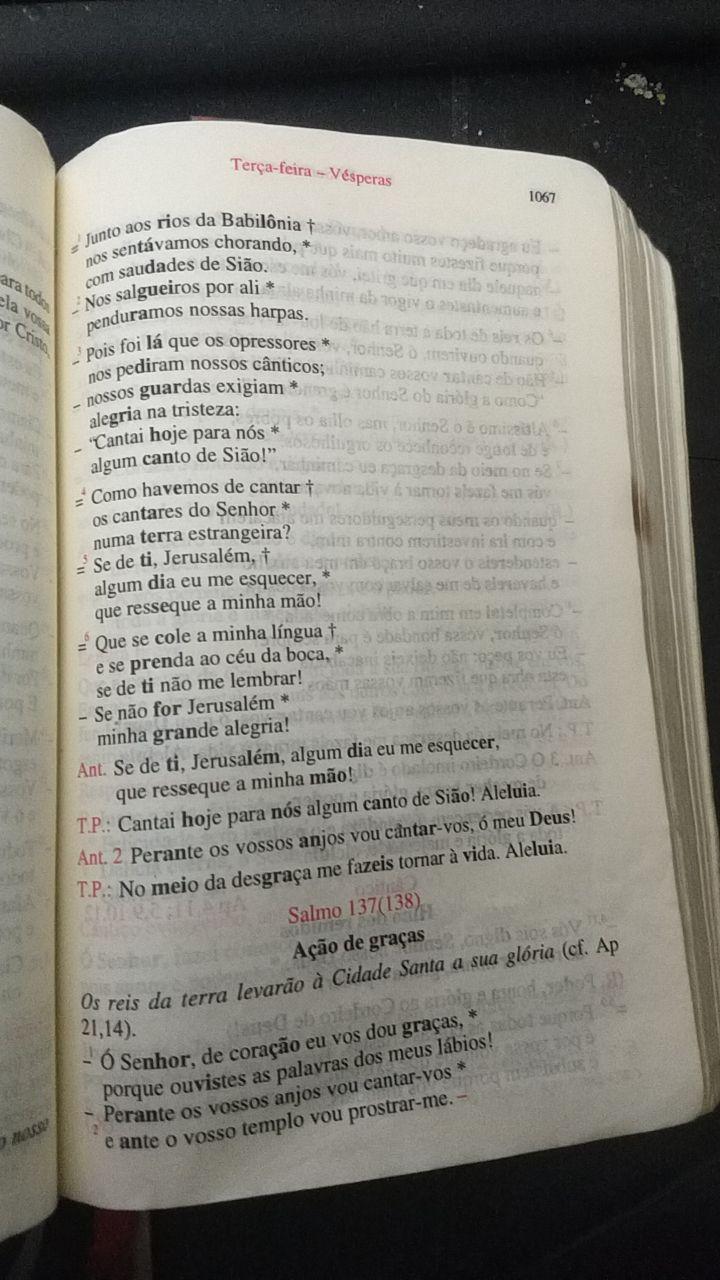 Terça-feira – Vésperas
1067
= ¹ Junto aos rios da Babilônia †
nos sentávamos chorando, *
com saudades de Sião.
– ² Nos salgueiros por ali *
penduramos nossas harpas.
– ³ Pois foi lá que os opressores *
nos pediram nossos cânticos;
– nossos guardas exigiam *
alegria na tristeza:
– “Cantai hoje para nós *
algum canto de Sião!”
= ⁴ Como havemos de cantar †
os cantares do Senhor *
numa terra estrangeira?
= ⁵ Se de ti, Jerusalém, †
algum dia eu me esquecer, *
que resseque a minha mão!
= ⁶ Que se cole a minha língua †
e se prenda ao céu da boca, *
se de ti não me lembrar!
– Se não for Jerusalém *
minha grande alegria!
Ant. Se de ti, Jerusalém, algum dia eu me esquecer,
que resseque a minha mão!
T.P.: Cantai hoje para nós algum canto de Sião! Aleluia.
Ant. 2 Perante os vossos anjos vou cantar-vos, ó meu Deus!
T.P.: No meio da desgraça me fazeis tornar à vida. Aleluia.
Salmo 137(138)
Ação de graças
Os reis da terra levarão à Cidade Santa a sua glória (cf. Ap
21,14).
– ¹ Ó Senhor, de coração eu vos dou graças, *
porque ouvistes as palavras dos meus lábios!
– Perante os vossos anjos vou cantar-vos *
² e ante o vosso templo vou prostrar-me. –
para todos
ela vossa
or Cristo,
nosso